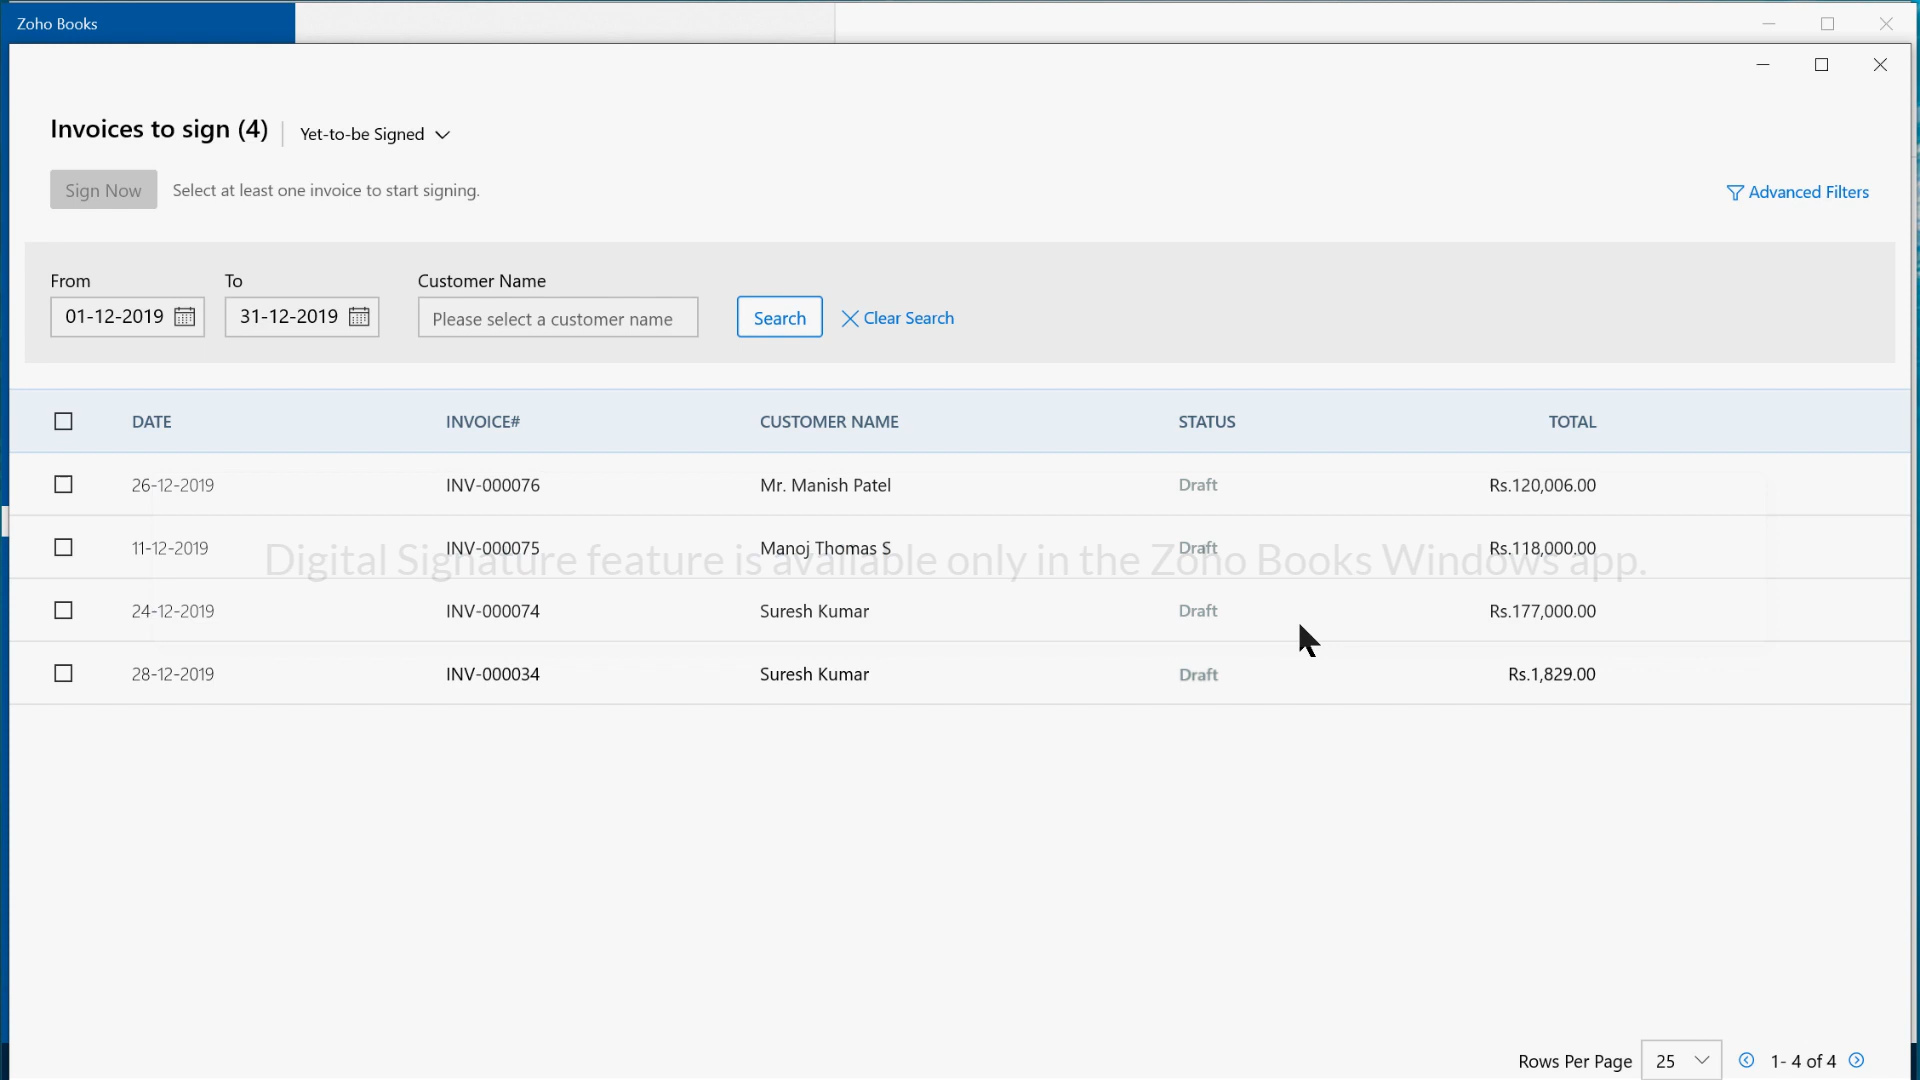 Zoho Books
Invoices to sign (4)
Yet-to-be Signed
Sign Now
Select at least one invoice to start signing.
Advanced Filters
From To Customer Name
01-12-2019 31-12-2019 Please select a customer name Search Clear Search
DATE INVOICE# CUSTOMER NAME STATUS TOTAL
26-12-2019 INV-000076 Mr. Manish Patel Draft Rs.120,006.00
11-12-2019 INV-000075 Manoj Thomas S Draft Rs.118,000.00
Digital Signature feature is available only in the Zoho Books Windows app.
24-12-2019 INV-000074 Suresh Kumar Draft Rs.177,000.00
28-12-2019 INV-000034 Suresh Kumar Draft Rs.1,829.00
Rows Per Page 25 1- 4 of 4